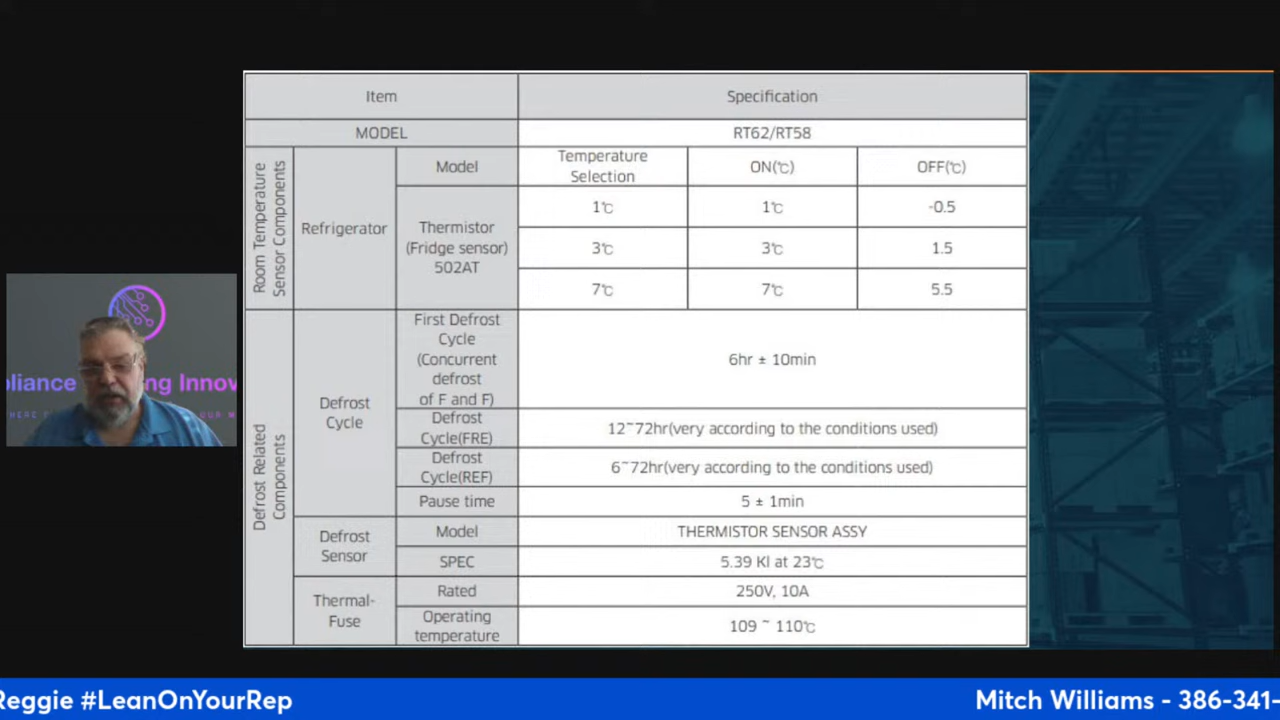 Item
Specification
MODEL
RT62/RT58
Room Temperature
Sensor Components
Refrigerator
Model
Temperature
Selection
ON(℃)
OFF(℃)
Thermistor
(Fridge sensor)
502AT
1℃
1℃
-0.5
3℃
3℃
1.5
7℃
7℃
5.5
Defrost Related
Components
Defrost
Cycle
First Defrost
Cycle
(Concurrent
defrost
of F and F)
6hr ± 10min
Defrost
Cycle(FRE)
12~72hr(very according to the conditions used)
Defrost
Cycle(REF)
6~72hr(very according to the conditions used)
Pause time
5 ± 1min
Defrost
Sensor
Model
THERMISTOR SENSOR ASSY
SPEC
5.39 Kl at 23℃
Thermal-
Fuse
Rated
250V, 10A
Operating
temperature
109 ~ 110℃
pliance ng Innov
Reggie #LeanOnYourRep
Mitch Williams - 386-341-